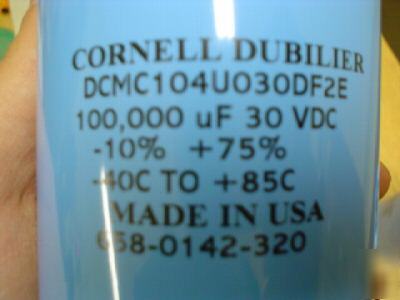 CORNELL DUBILIER
DCMC104U030DF2E
100,000 uF 30 VDC
-10% +75%
-40C TO +85C
MADE IN USA
658-0142-320